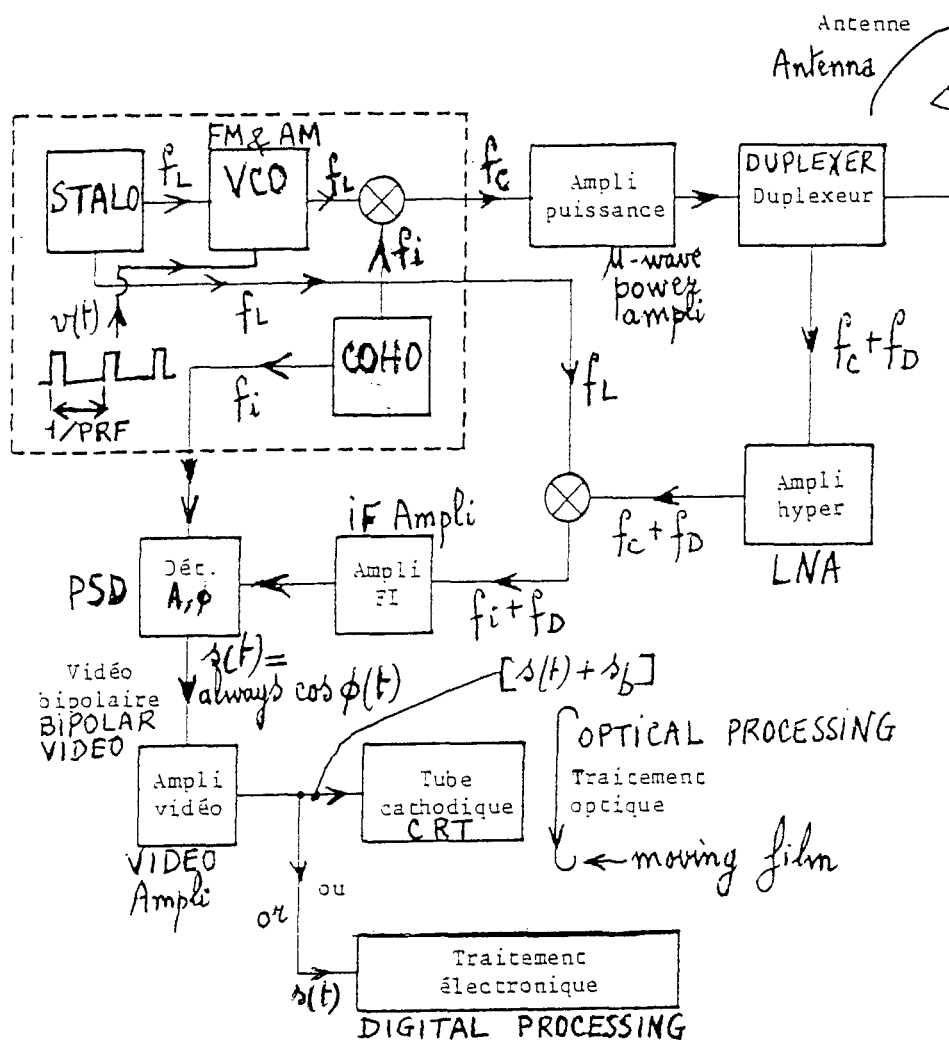 Antenne
Antenna
FM & AM
STALO
f_L
VCO
f_L
f_c
Ampli
puissance
μ-wave
power
ampli
DUPLEXER
Duplexeur
f_i
v(t)
f_L
COHO
f_i
1/PRF
f_L
f_c + f_D
Ampli
hyper
LNA
f_c + f_D
iF Ampli
Ampli
FI
f_i + f_D
PSD
Dét.
A, φ
s(t) =
always cos φ(t)
Vidéo
bipolaire
BIPOLAR
VIDEO
[s(t) + s_b]
Ampli
vidéo
VIDEO
Ampli
Tube
cathodique
CRT
OPTICAL PROCESSING
Traitement
optique
moving film
ou
or
s(t)
Traitement
électronique
DIGITAL PROCESSING